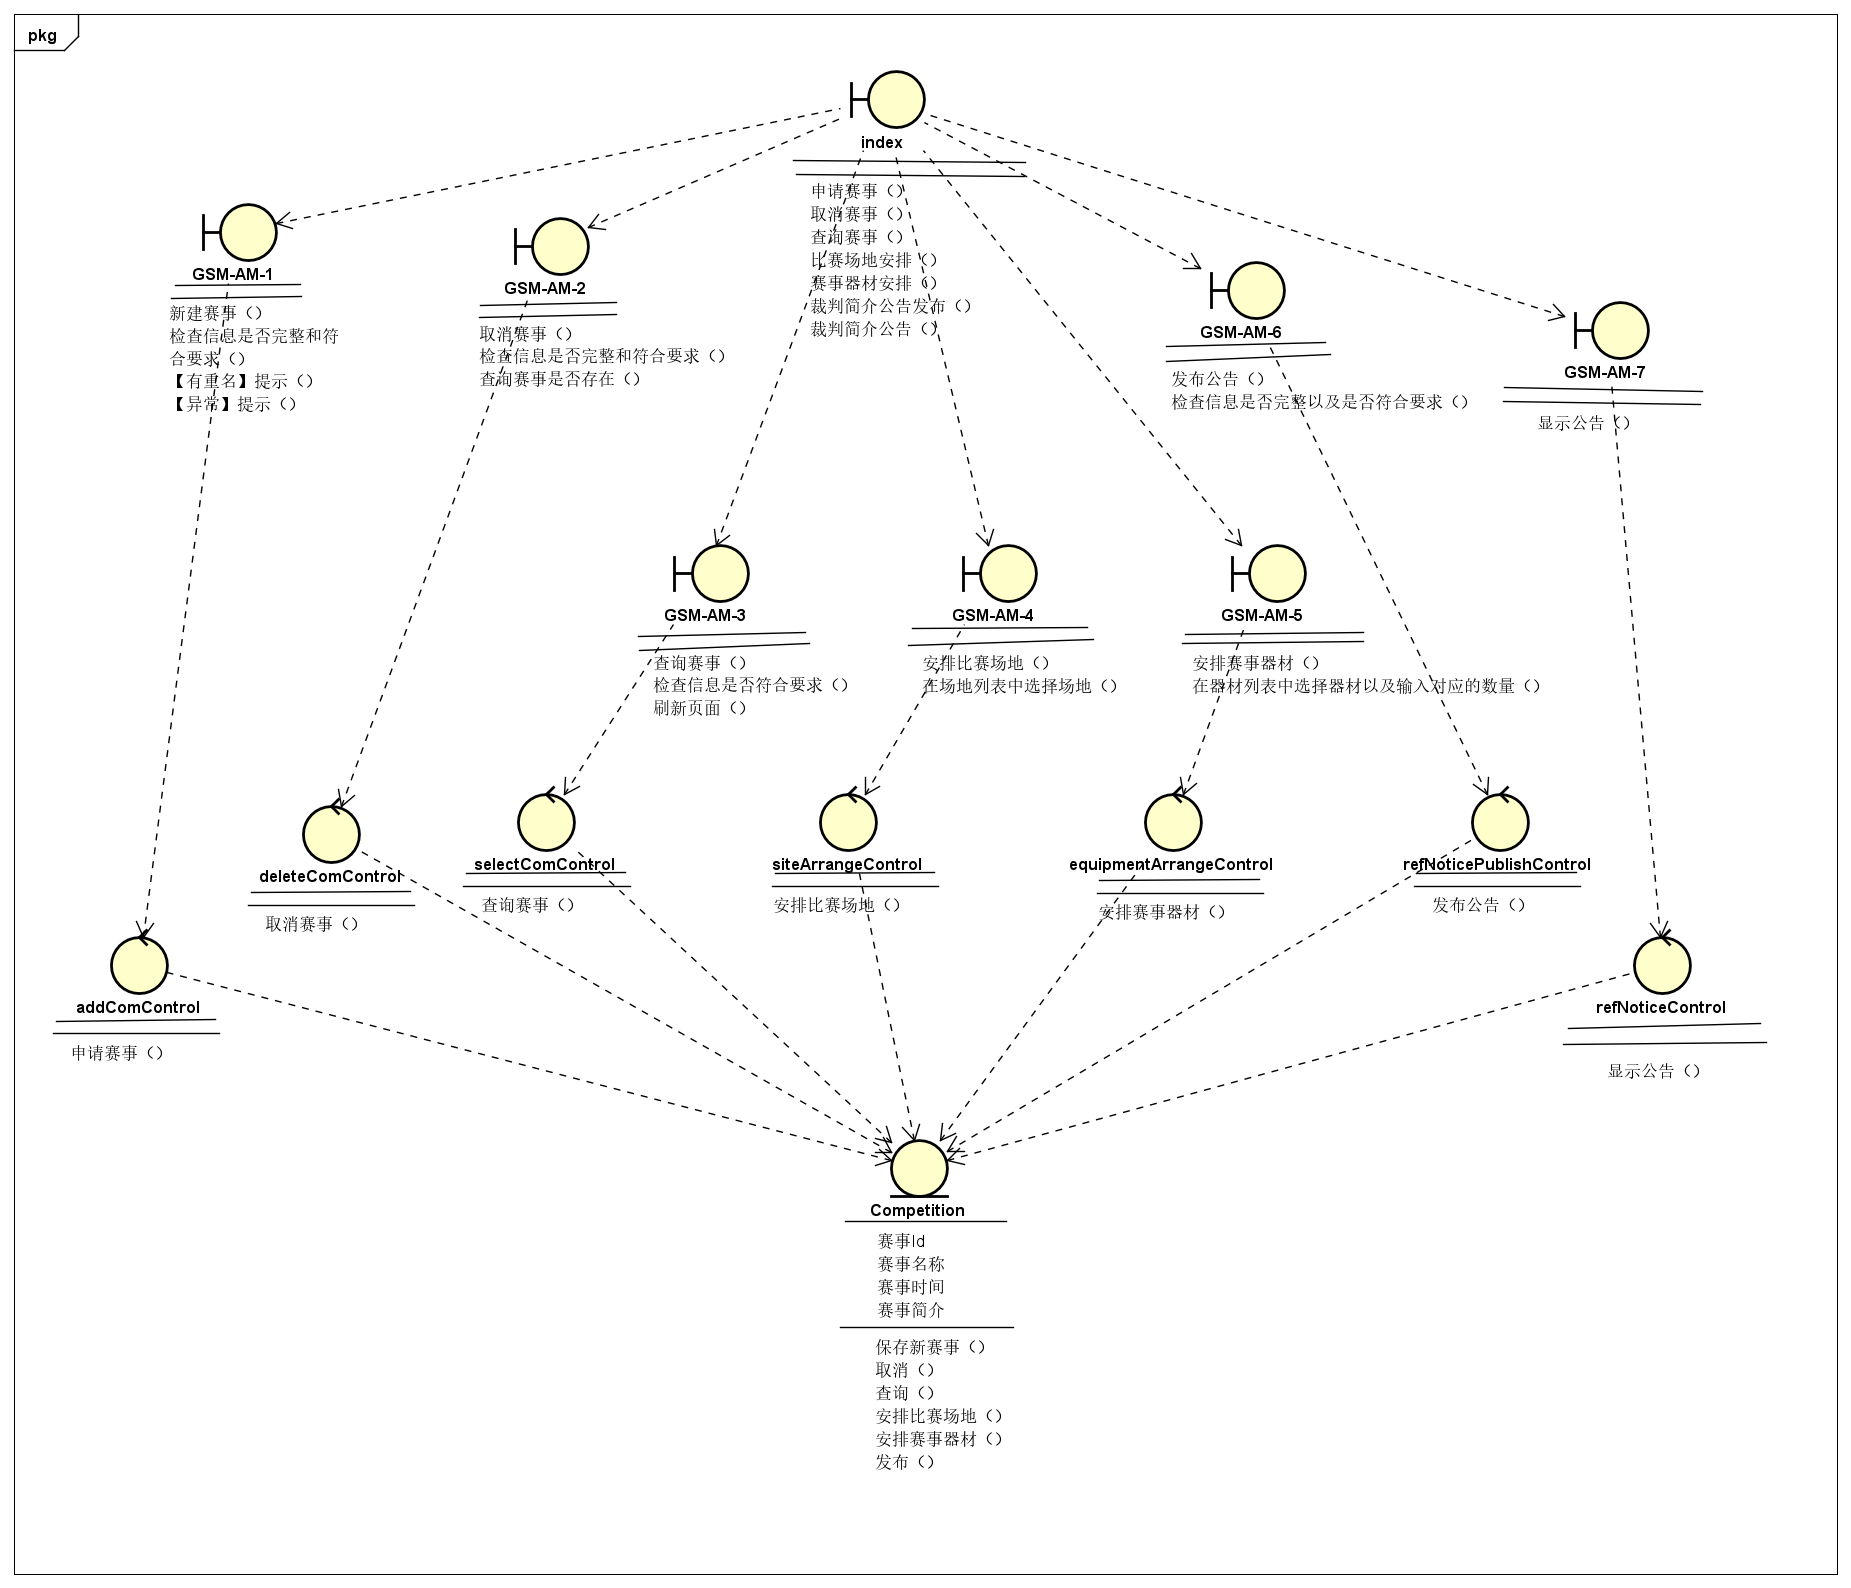 pkg
index
申请赛事（）
取消赛事（）
查询赛事（）
比赛场地安排（）
赛事器材安排（）
裁判简介公告发布（）
裁判简介公告（）
GSM-AM-1
新建赛事（）
检查信息是否完整和符
合要求（）
【有重名】提示（）
【异常】提示（）
GSM-AM-2
取消赛事（）
检查信息是否完整和符合要求（）
查询赛事是否存在（）
GSM-AM-6
发布公告（）
检查信息是否完整以及是否符合要求（）
GSM-AM-7
显示公告（）
GSM-AM-3
查询赛事（）
检查信息是否符合要求（）
刷新页面（）
GSM-AM-4
安排比赛场地（）
在场地列表中选择场地（）
GSM-AM-5
安排赛事器材（）
在器材列表中选择器材以及输入对应的数量（）
deleteComControl
取消赛事（）
selectComControl
查询赛事（）
siteArrangeControl
安排比赛场地（）
equipmentArrangeControl
安排赛事器材（）
refNoticePublishControl
发布公告（）
addComControl
申请赛事（）
refNoticeControl
显示公告（）
Competition
赛事Id
赛事名称
赛事时间
赛事简介
保存新赛事（）
取消（）
查询（）
安排比赛场地（）
安排赛事器材（）
发布（）